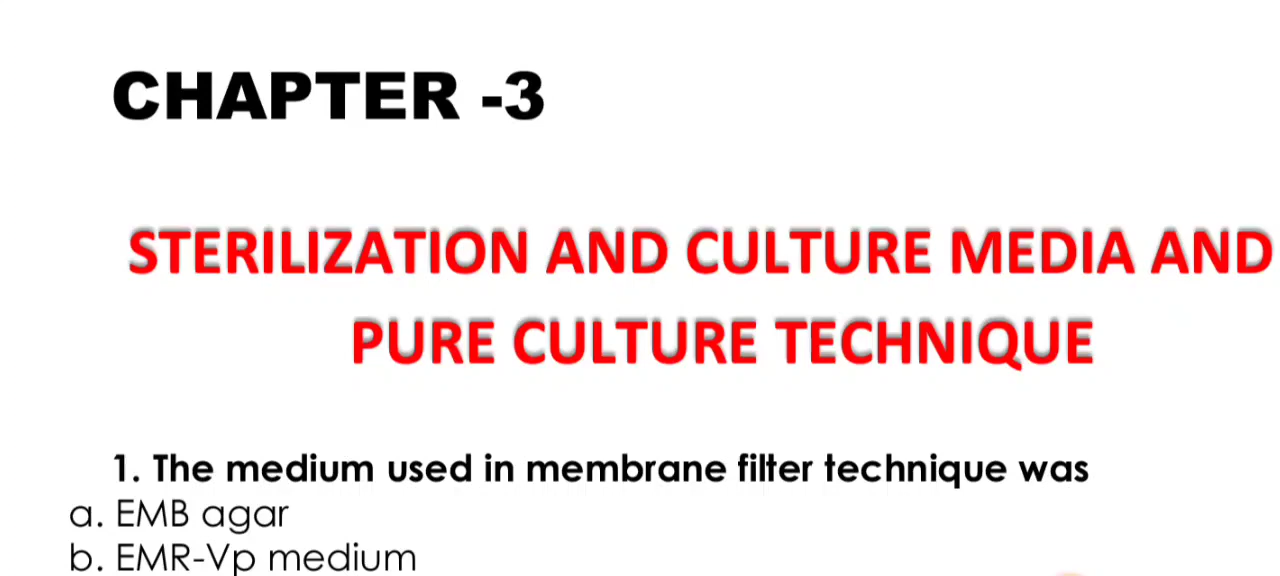 CHAPTER -3
STERILIZATION AND CULTURE MEDIA AND
PURE CULTURE TECHNIQUE
1. The medium used in membrane filter technique was
a. EMB agar
b. EMR-Vp medium